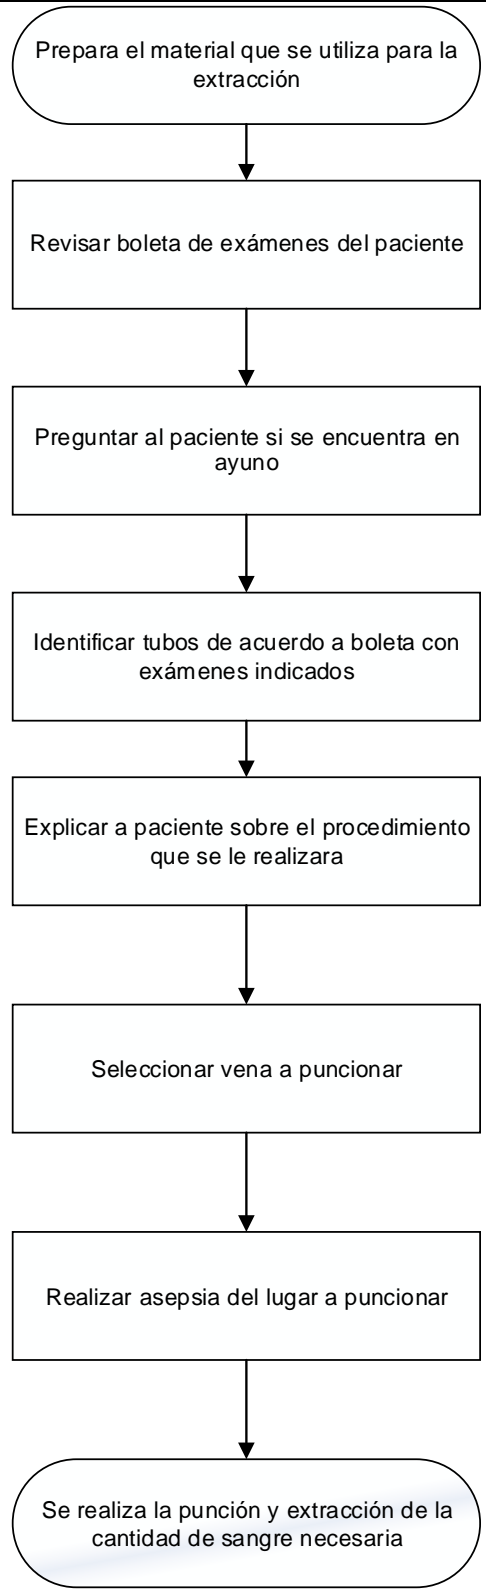 Prepara el material que se utiliza para la
extracción
Revisar boleta de exámenes del paciente
Preguntar al paciente si se encuentra en
ayuno
Identificar tubos de acuerdo a boleta con
exámenes indicados
Explicar a paciente sobre el procedimiento
que se le realizara
Seleccionar vena a puncionar
Realizar asepsia del lugar a puncionar
Se realiza la punción y extracción de la
cantidad de sangre necesaria